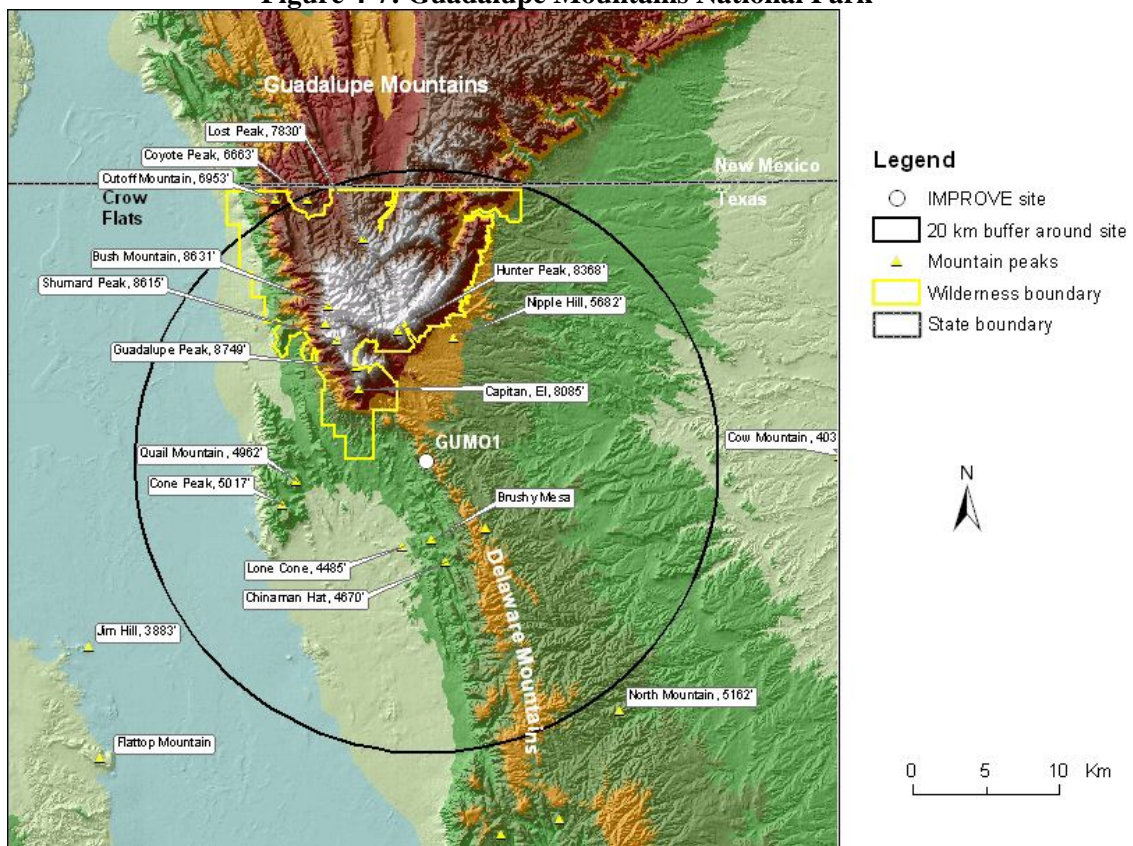 Figure 4-7: Guadalupe Mountains National Park
Guadalupe Mountains
Lost Peak, 7830'
Coyote Peak, 6663'
New Mexico
Cutoff Mountain, 6953'
Texas
Crow
Flats
Bush Mountain, 8631'
Hunter Peak, 8368'
Shumard Peak, 8615'
Nipple Hill, 5682'
Guadalupe Peak, 8749'
Capitan, El, 8085'
GUMO1
Cow Mountain, 403
Quail Mountain, 4962'
Cone Peak, 5017'
Brushy Mesa
Lone Cone, 4485'
Chinaman Hat, 4670'
Delaware Mountains
Jim Hill, 3883'
North Mountain, 5162'
Flattop Mountain
Legend
IMPROVE site
20 km buffer around site
Mountain peaks
Wilderness boundary
State boundary
N
0 5 10 Km